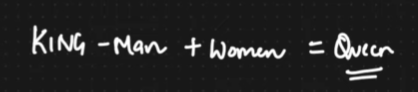 KING - Man + Women = Queen